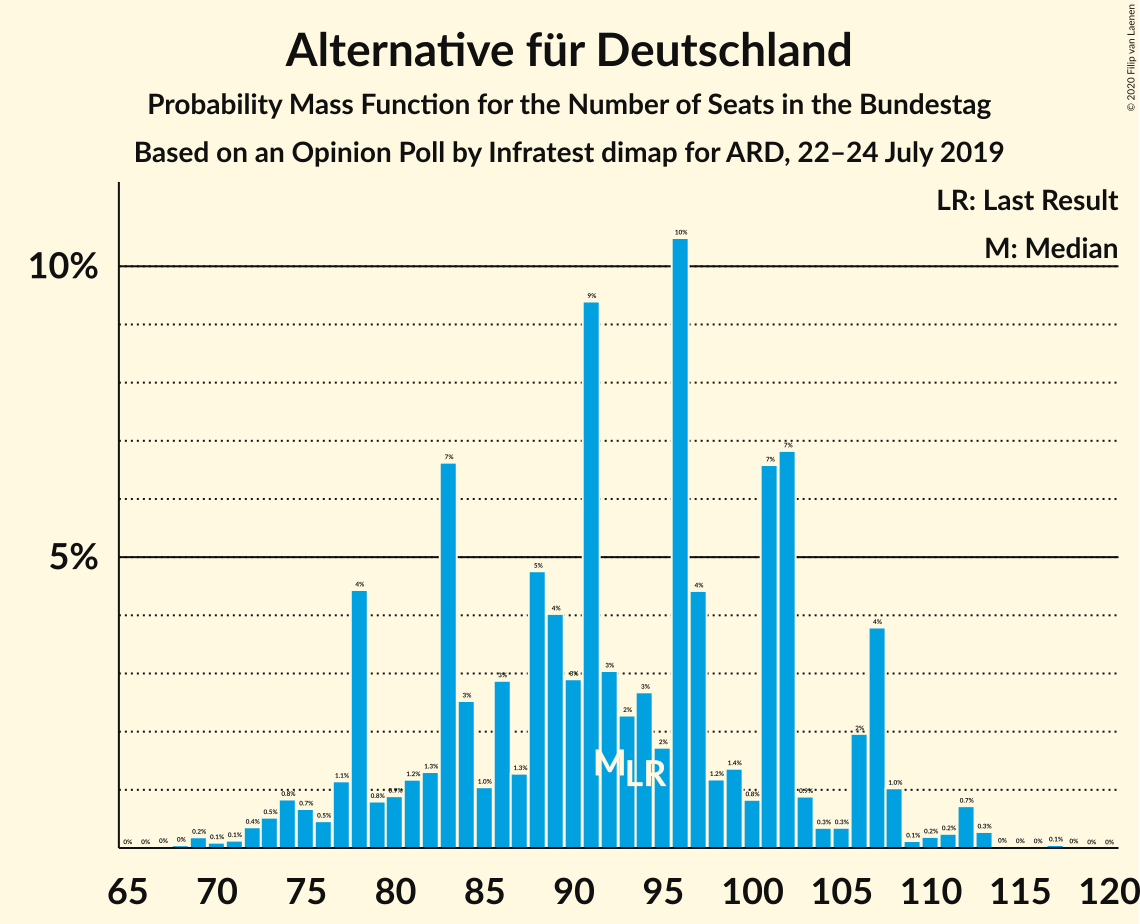 Alternative für Deutschland
Probability Mass Function for the Number of Seats in the Bundestag
Based on an Opinion Poll by Infratest dimap for ARD, 22–24 July 2019
© 2020 Filip van Laenen
LR: Last Result
M: Median
10%
5%
0% 0% 0% 0% 0.2% 0.1% 0.1% 0.4% 0.5% 0.8% 0.7% 0.5% 1.1% 4% 0.8% 0.9% 1.2% 1.3% 7% 3% 1.0% 3% 1.3% 5% 4% 3% 9% 3% 2% 3% 2% 10% 4% 1.2% 1.4% 0.8% 7% 7% 0.9% 0.3% 0.3% 2% 4% 1.0% 0.1% 0.2% 0.2% 0.7% 0.3% 0% 0% 0% 0.1% 0% 0% 0%
M LR
65 70 75 80 85 90 95 100 105 110 115 120